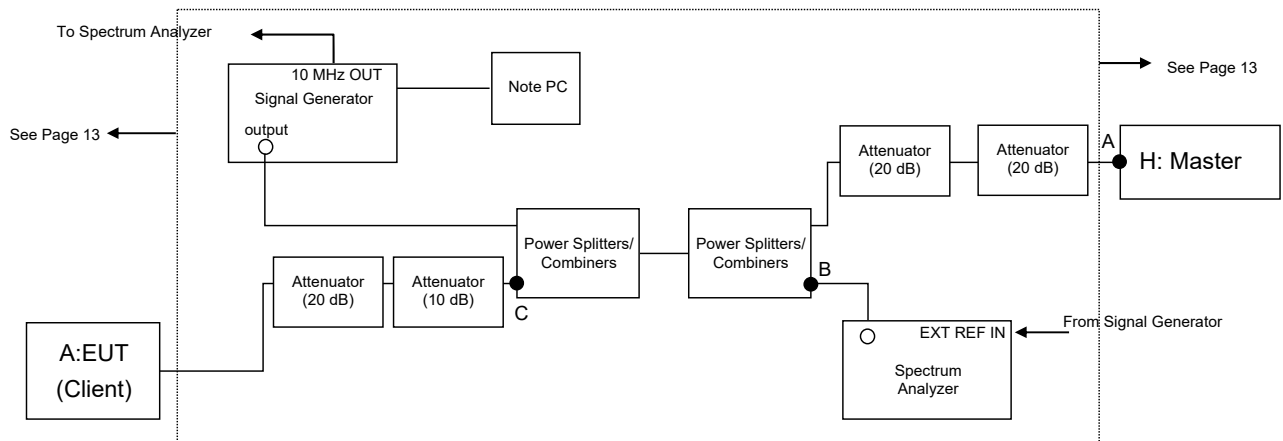 To Spectrum Analyzer
10 MHz OUT
Signal Generator
output
Note PC
See Page 13
See Page 13
Attenuator
(20 dB)
Attenuator
(20 dB)
A
H: Master
Power Splitters/
Combiners
Power Splitters/
Combiners
B
Attenuator
(20 dB)
Attenuator
(10 dB)
C
A:EUT
(Client)
EXT REF IN
From Signal Generator
Spectrum
Analyzer